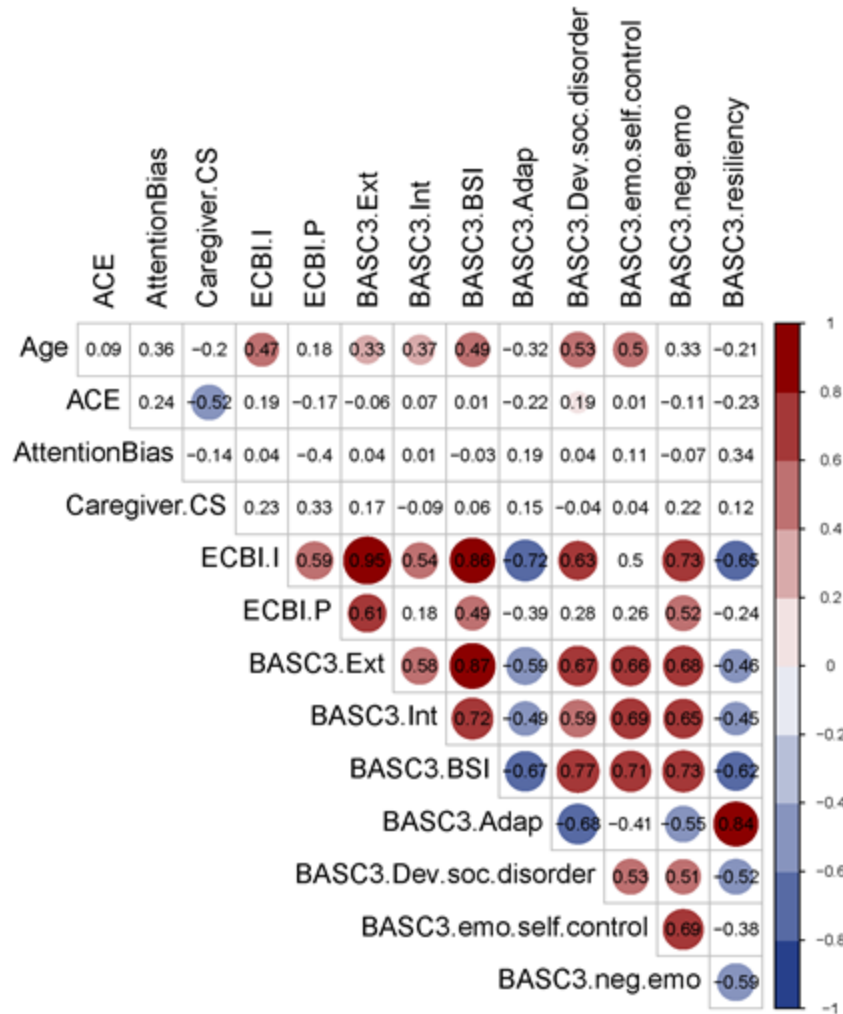 ACE AttentionBias Caregiver.CS ECBI.I ECBI.P BASC3.Ext BASC3.Int BASC3.BSI BASC3.Adap BASC3.Dev.soc.disorder BASC3.emo.self.control BASC3.neg.emo BASC3.resiliency
Age 0.09 0.36 −0.2 0.47 0.18 0.33 0.37 0.49 −0.32 0.53 0.5 0.33 −0.21
ACE 0.24 −0.52 0.19 −0.17 −0.06 0.07 0.01 −0.22 0.19 0.01 −0.11 −0.23
AttentionBias −0.14 0.04 −0.4 0.04 0.01 −0.03 0.19 0.04 0.11 −0.07 0.34
Caregiver.CS 0.23 0.33 0.17 −0.09 0.06 0.15 −0.04 0.04 0.22 0.12
ECBI.I 0.59 0.95 0.54 0.86 −0.72 0.63 0.5 0.73 −0.65
ECBI.P 0.61 0.18 0.49 −0.39 0.28 0.26 0.52 −0.24
BASC3.Ext 0.58 0.87 −0.59 0.67 0.66 0.68 −0.46
BASC3.Int 0.72 −0.49 0.59 0.69 0.65 −0.45
BASC3.BSI −0.67 0.77 0.71 0.73 −0.62
BASC3.Adap −0.68 −0.41 −0.55 0.84
BASC3.Dev.soc.disorder 0.53 0.51 −0.52
BASC3.emo.self.control 0.69 −0.38
BASC3.neg.emo −0.59
1
0.8
0.6
0.4
0.2
0
−0.2
−0.4
−0.6
−0.8
−1